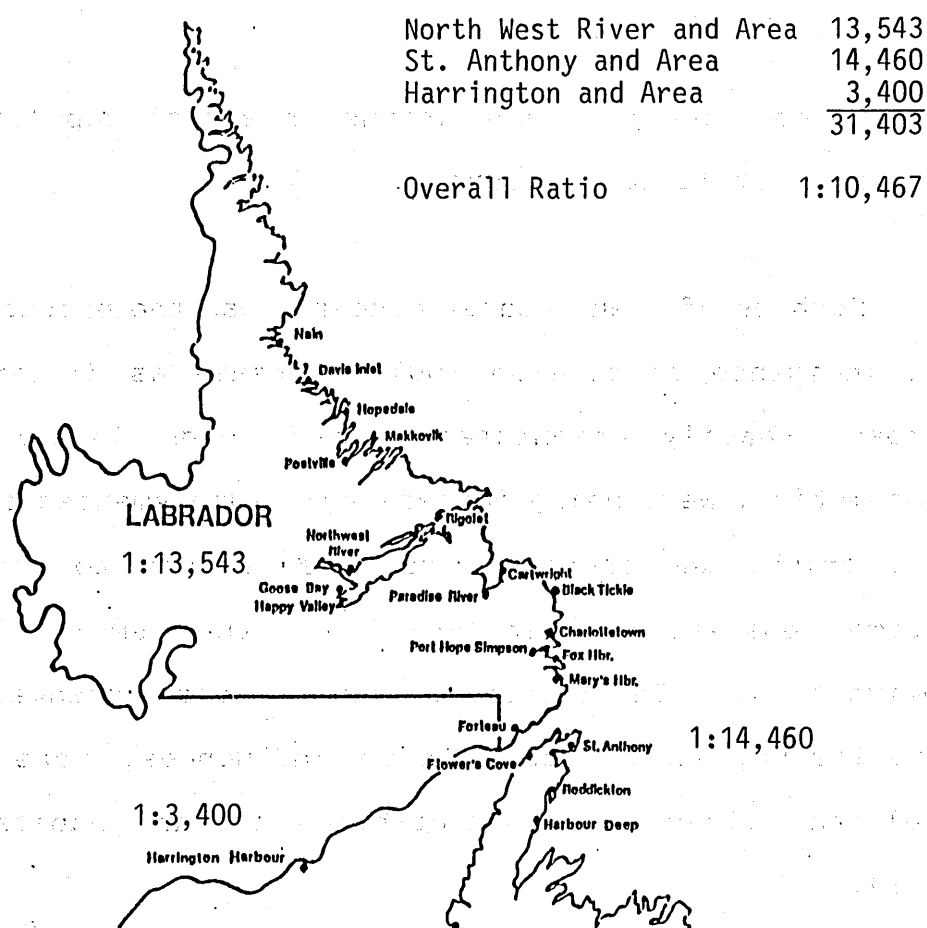 North West River and Area 13,543
St. Anthony and Area 14,460
Harrington and Area 3,400
31,403
Overall Ratio 1:10,467
Nain
Davis Inlet
Hopedale
Makkovik
Postville
LABRADOR
1:13,543
Rigolet
Northwest
River
Goose Bay
Happy Valley
Cartwright
Paradise River
Black Tickle
Charlottetown
Port Hope Simpson
Fox Hbr.
Mary's Hbr.
Forteau
St. Anthony
1:14,460
Flower's Cove
Roddickton
1:3,400
Harbour Deep
Harrington Harbour